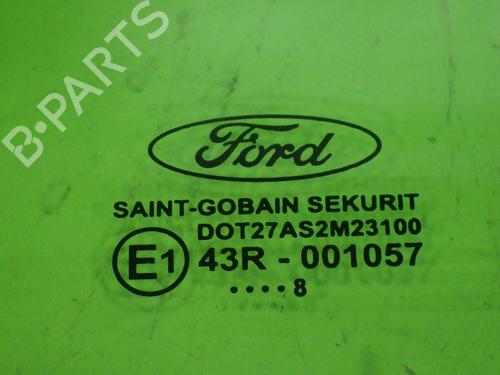 B-PARTS
Ford
SAINT-GOBAIN SEKURIT
DOT27AS2M23100
E1 43R - 001057
....8